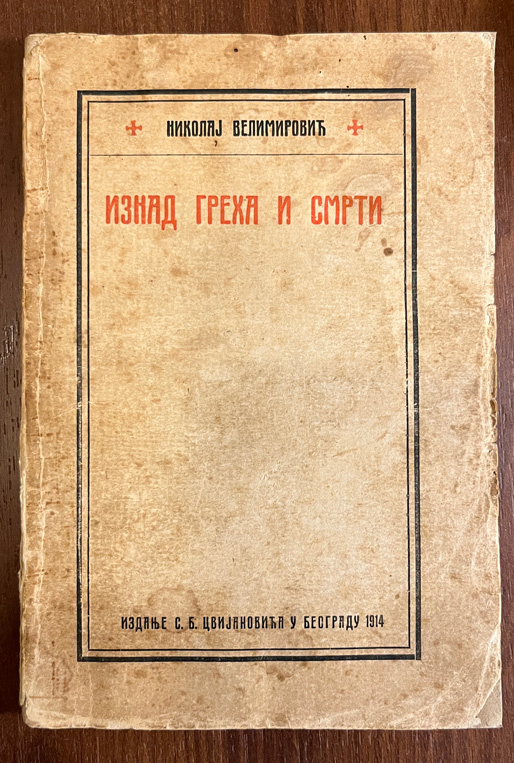 НИКОЛАЈ ВЕЛИМИРОВИЋ
ИЗНАД ГРЕХА И СМРТИ
ИЗДАЊЕ С. Б. ЦВИЈАНОВИЋА У БЕОГРАДУ 1914